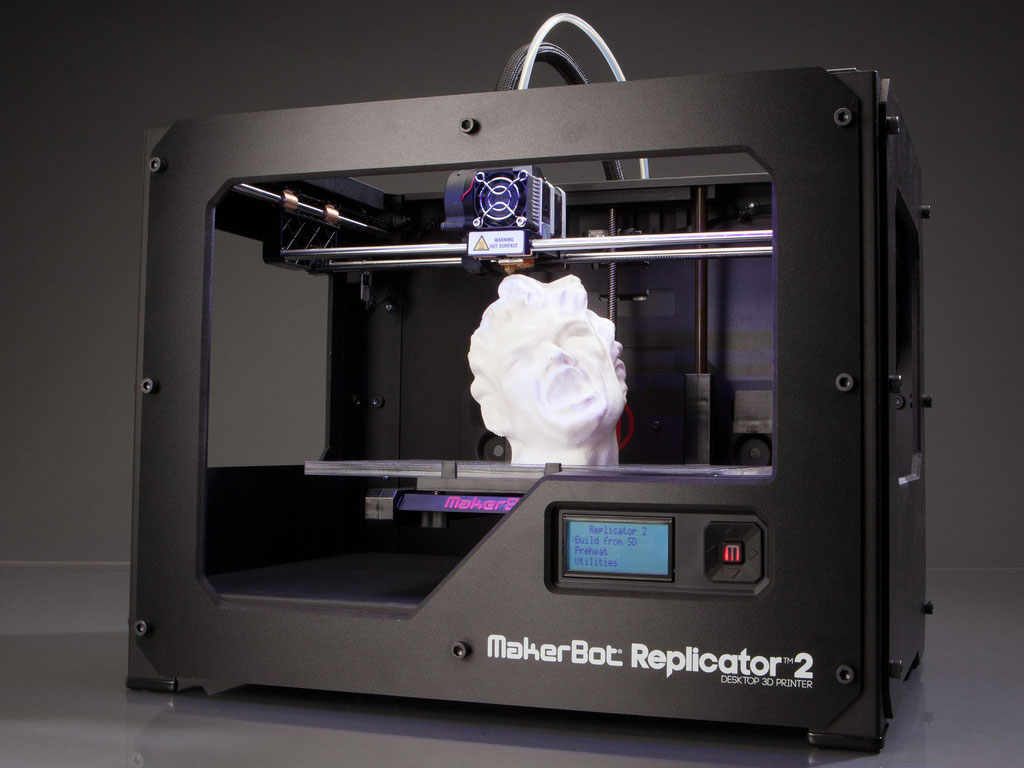 WARNING
HOT SURFACE
MakerB
Replicator 2
Build from SD
Preheat
Utilities
M
MakerBot® Replicator™2
DESKTOP 3D PRINTER